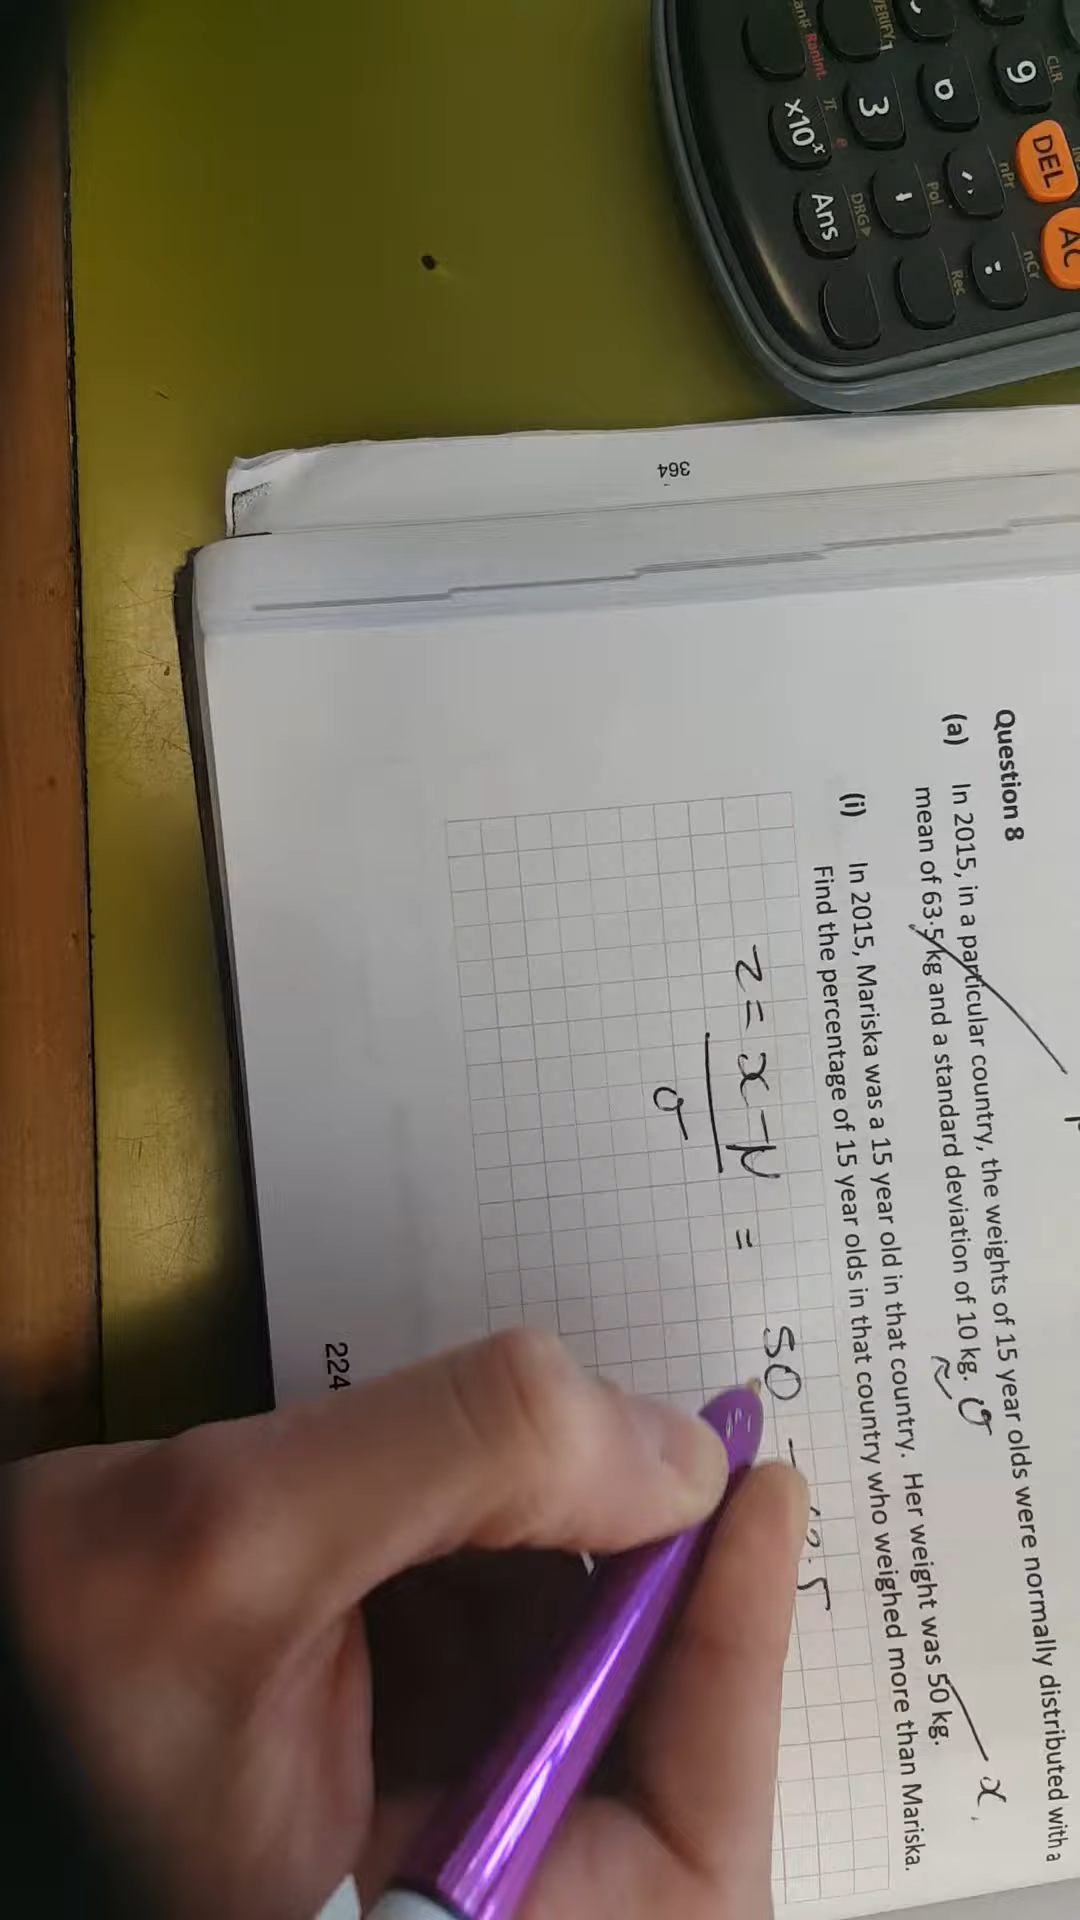 Question 8
(a) In 2015, in a particular country, the weights of 15 year olds were normally distributed with a
mean of 63·5 kg and a standard deviation of 10 kg. σ
(i) In 2015, Mariska was a 15 year old in that country. Her weight was 50 kg. x
Find the percentage of 15 year olds in that country who weighed more than Mariska.
z = x - μ = 50 -
σ
224
364
CLR
9
DEL
AC
nPr
nCr
VERIFY
3
Pol
Rec
Ran# RanInt
π e
×10ˣ
DRG▶
Ans